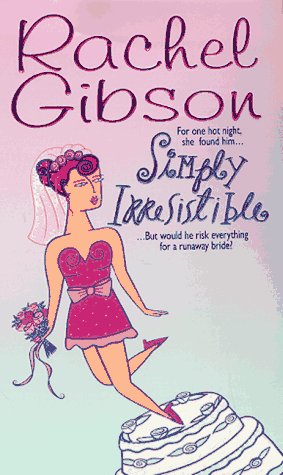 Rachel
Gibson
For one hot night,
she found him...
Simply
Irresistible
...But would he risk everything
for a runaway bride?